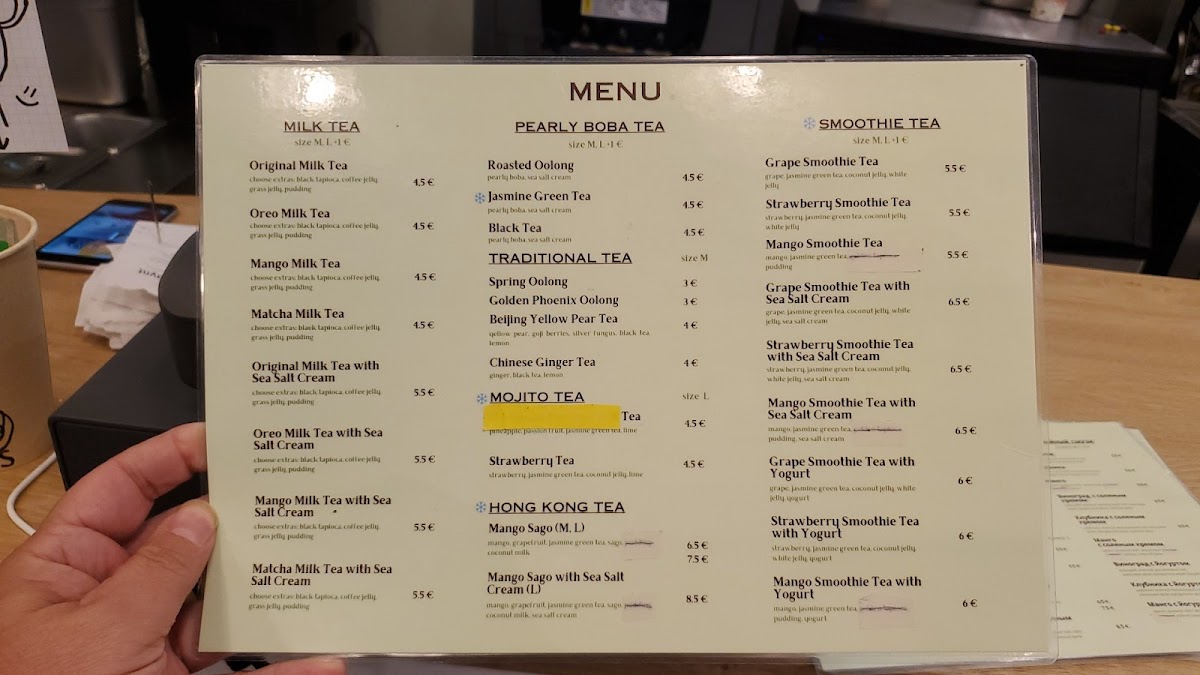 MENU
MILK TEA
size M, L +1 €
Original Milk Tea
choose extras: black tapioca, coffee jelly,
grass jelly, pudding
4.5 €
Oreo Milk Tea
choose extras: black tapioca, coffee jelly,
grass jelly, pudding
4.5 €
Mango Milk Tea
choose extras: black tapioca, coffee jelly,
grass jelly, pudding
4.5 €
Matcha Milk Tea
choose extras: black tapioca, coffee jelly,
grass jelly, pudding
4.5 €
Original Milk Tea with
Sea Salt Cream
choose extras: black tapioca, coffee jelly,
grass jelly, pudding
5.5 €
Oreo Milk Tea with Sea
Salt Cream
choose extras: black tapioca, coffee jelly,
grass jelly, pudding
5.5 €
Mango Milk Tea with Sea
Salt Cream
choose extras: black tapioca, coffee jelly,
grass jelly, pudding
5.5 €
Matcha Milk Tea with Sea
Salt Cream
choose extras: black tapioca, coffee jelly,
grass jelly, pudding
5.5 €
PEARLY BOBA TEA
size M, L +1 €
Roasted Oolong
pearly boba, sea salt cream
4.5 €
Jasmine Green Tea
pearly boba, sea salt cream
4.5 €
Black Tea
pearly boba, sea salt cream
4.5 €
TRADITIONAL TEA size M
Spring Oolong 3 €
Golden Phoenix Oolong 3 €
Beijing Yellow Pear Tea 4 €
yellow pear, goji berries, silver fungus, black tea,
lemon
Chinese Ginger Tea 4 €
ginger, black tea, lemon
MOJITO TEA size L
Tea
pineapple, passion fruit, jasmine green tea, lime
4.5 €
Strawberry Tea 4.5 €
strawberry, jasmine green tea, coconut jelly, lime
HONG KONG TEA
Mango Sago (M, L)
mango, grapefruit, jasmine green tea, sago,
coconut milk
6.5 €
7.5 €
Mango Sago with Sea Salt
Cream (L)
mango, grapefruit, jasmine green tea, sago,
coconut milk, sea salt cream
8.5 €
SMOOTHIE TEA
size M, L +1 €
Grape Smoothie Tea
grape, jasmine green tea, coconut jelly, white
jelly
5.5 €
Strawberry Smoothie Tea
strawberry, jasmine green tea, coconut jelly,
white jelly
5.5 €
Mango Smoothie Tea
mango, jasmine green tea,
pudding
5.5 €
Grape Smoothie Tea with
Sea Salt Cream
grape, jasmine green tea, coconut jelly, white
jelly, sea salt cream
6.5 €
Strawberry Smoothie Tea
with Sea Salt Cream
strawberry, jasmine green tea, coconut jelly,
white jelly, sea salt cream
6.5 €
Mango Smoothie Tea with
Sea Salt Cream
mango, jasmine green tea,
pudding, sea salt cream
6.5 €
Grape Smoothie Tea with
Yogurt
grape, jasmine green tea, coconut jelly, white
jelly, yogurt
6 €
Strawberry Smoothie Tea
with Yogurt
strawberry, jasmine green tea, coconut jelly,
white jelly, yogurt
6 €
Mango Smoothie Tea with
Yogurt
mango, jasmine green tea,
pudding, yogurt
6 €
Виноград с соленым
кремом
Клубника с соленым
кремом
Манго
с соленым кремом
Виноград с йогуртом
Клубника с йогуртом
Манго с йогуртом